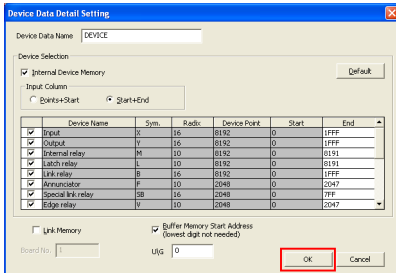 Device Data Detail Setting
Device Data Name DEVICE
Device Selection
Internal Device Memory
Default
Input Column
Points+Start Start+End
Device Name Sym. Radix Device Point Start End
Input X 16 8192 0 1FFF
Output Y 16 8192 0 1FFF
Internal relay M 10 8192 0 8191
Latch relay L 10 8192 0 8191
Link relay B 16 8192 0 1FFF
Annunciator F 10 2048 0 2047
Special link relay SB 16 2048 0 7FF
Edge relay V 10 2048 0 2047
Link Memory
Buffer Memory Start Address
(lowest digit not needed)
Board No. 1
U\G 0
OK Cancel